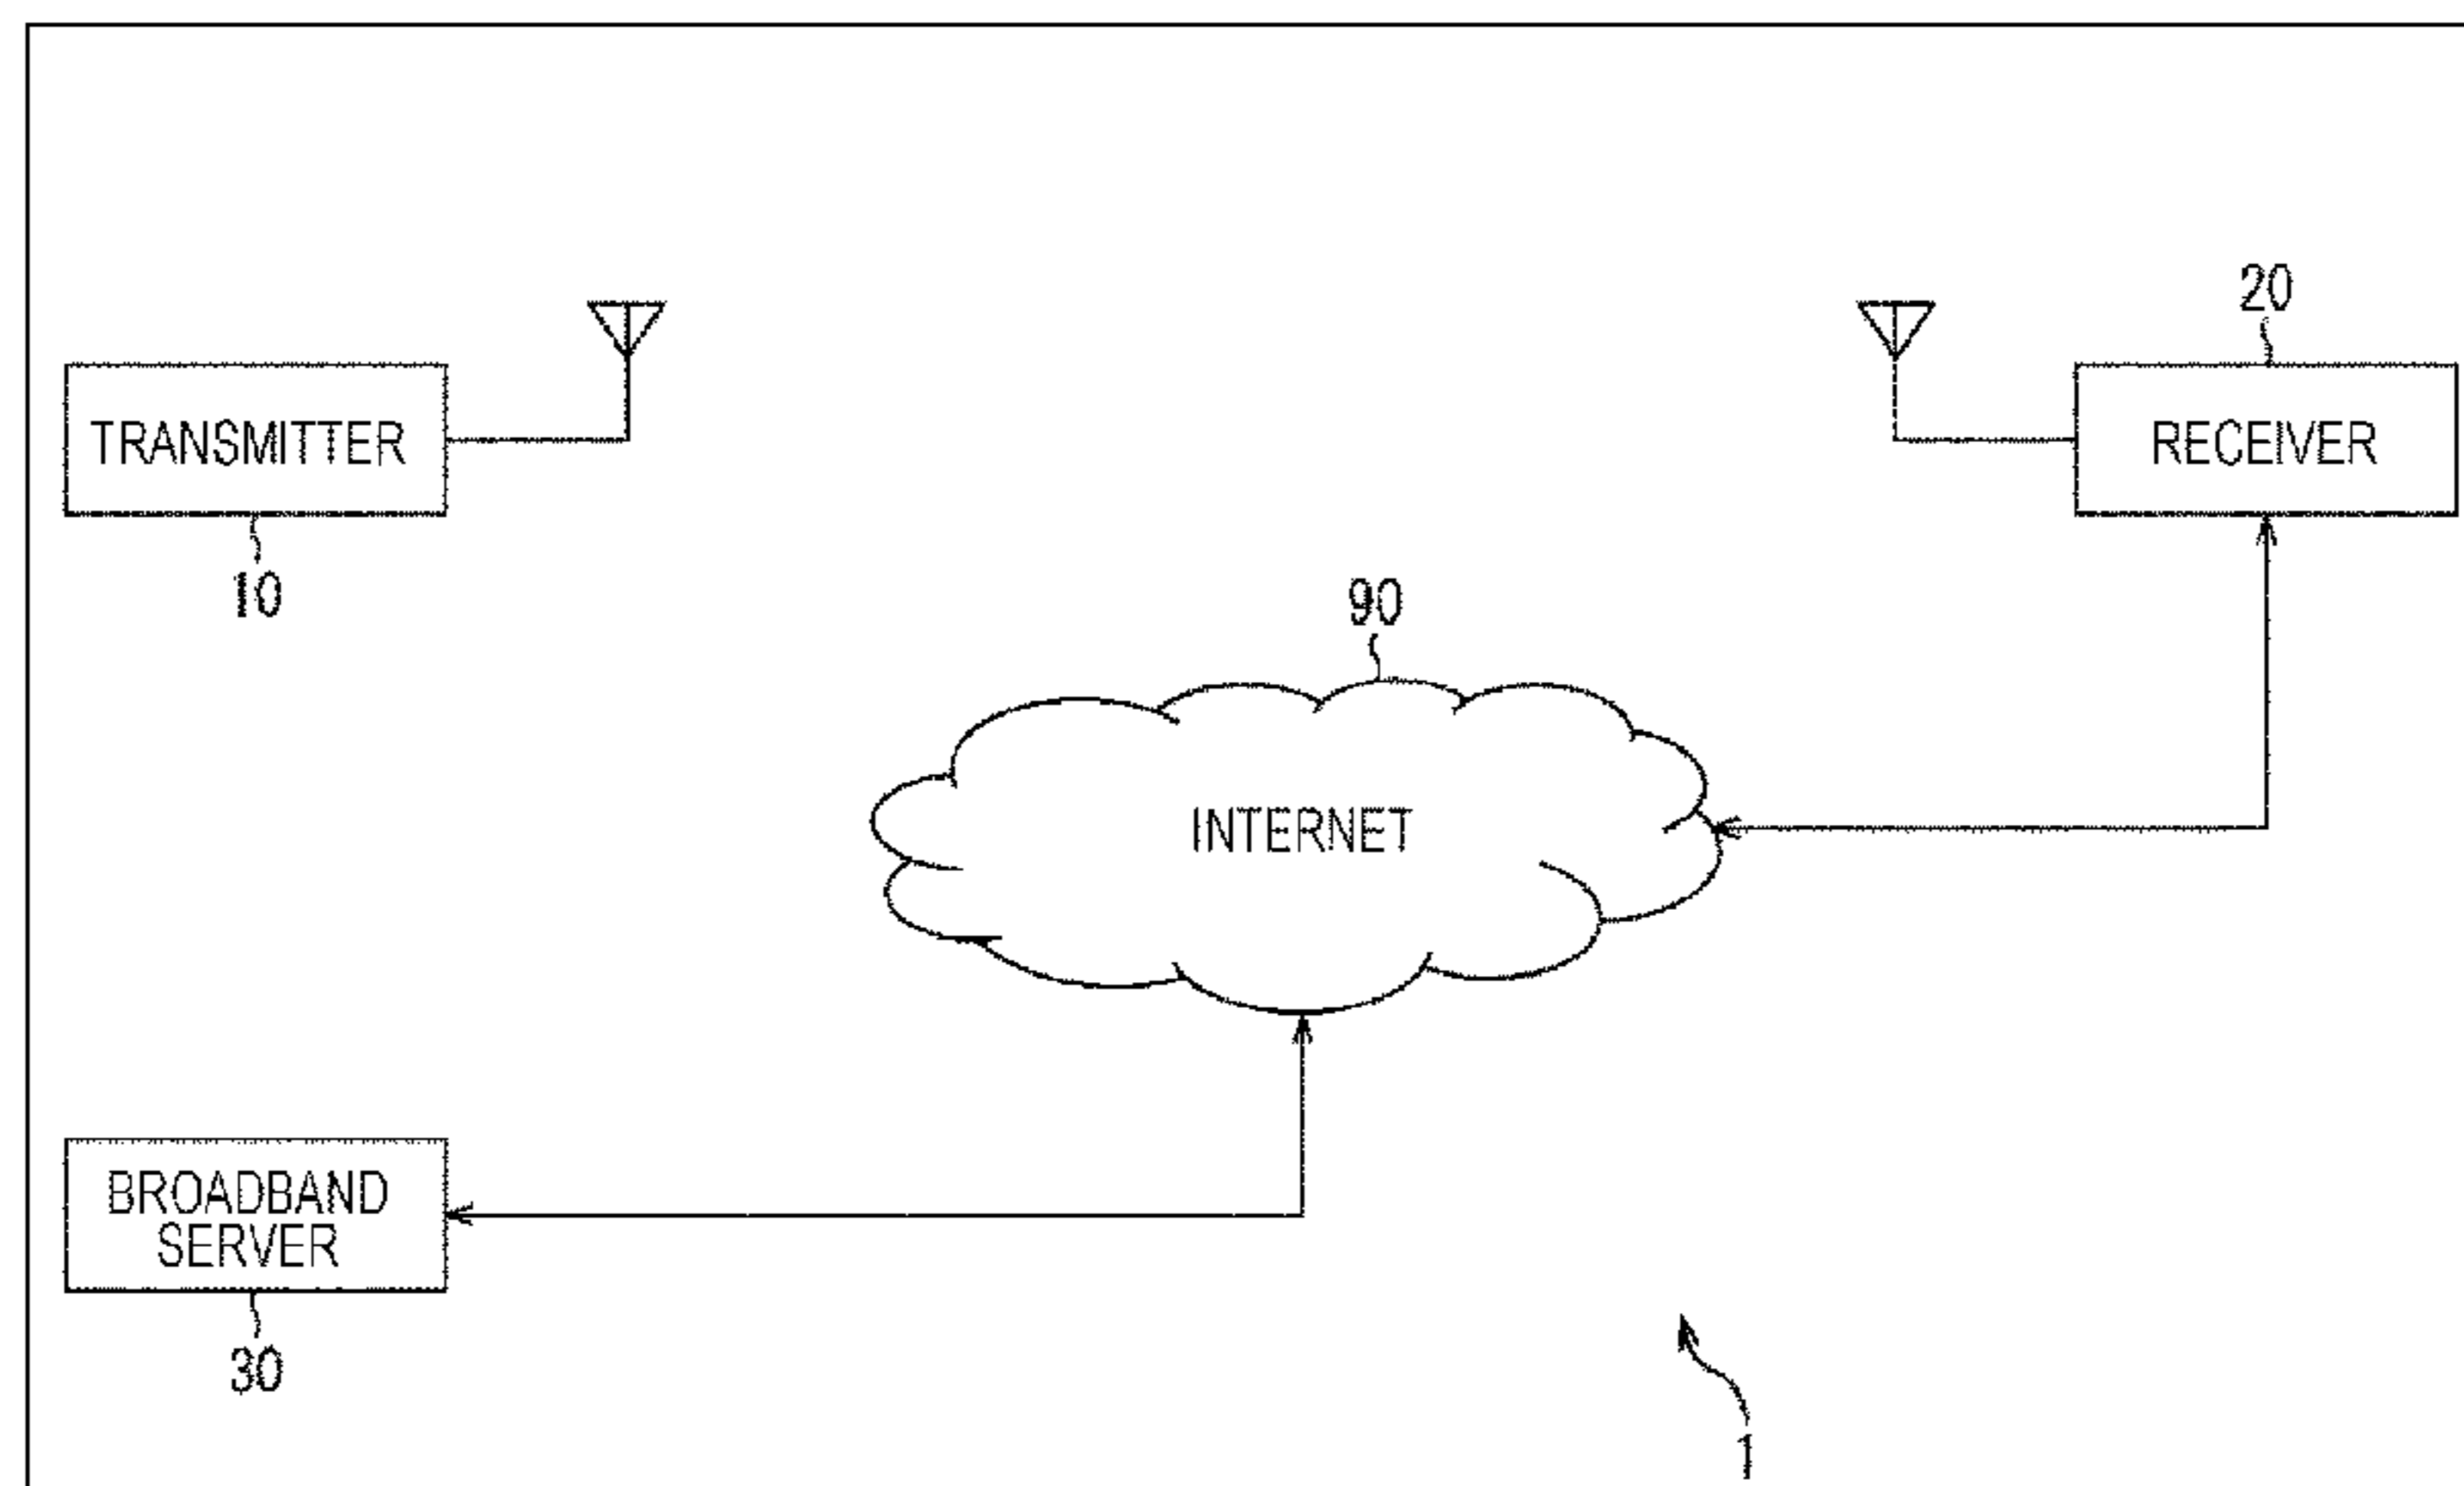 20
TRANSMITTER
RECEIVER
10
90
INTERNET
BROADBAND
SERVER
30
1